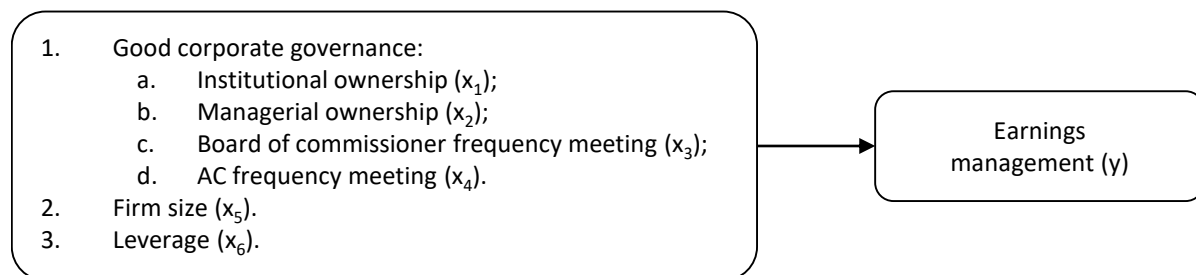 1. Good corporate governance:
a. Institutional ownership (x₁);
b. Managerial ownership (x₂);
c. Board of commissioner frequency meeting (x₃);
d. AC frequency meeting (x₄).
2. Firm size (x₅).
3. Leverage (x₆).
Earnings
management (y)